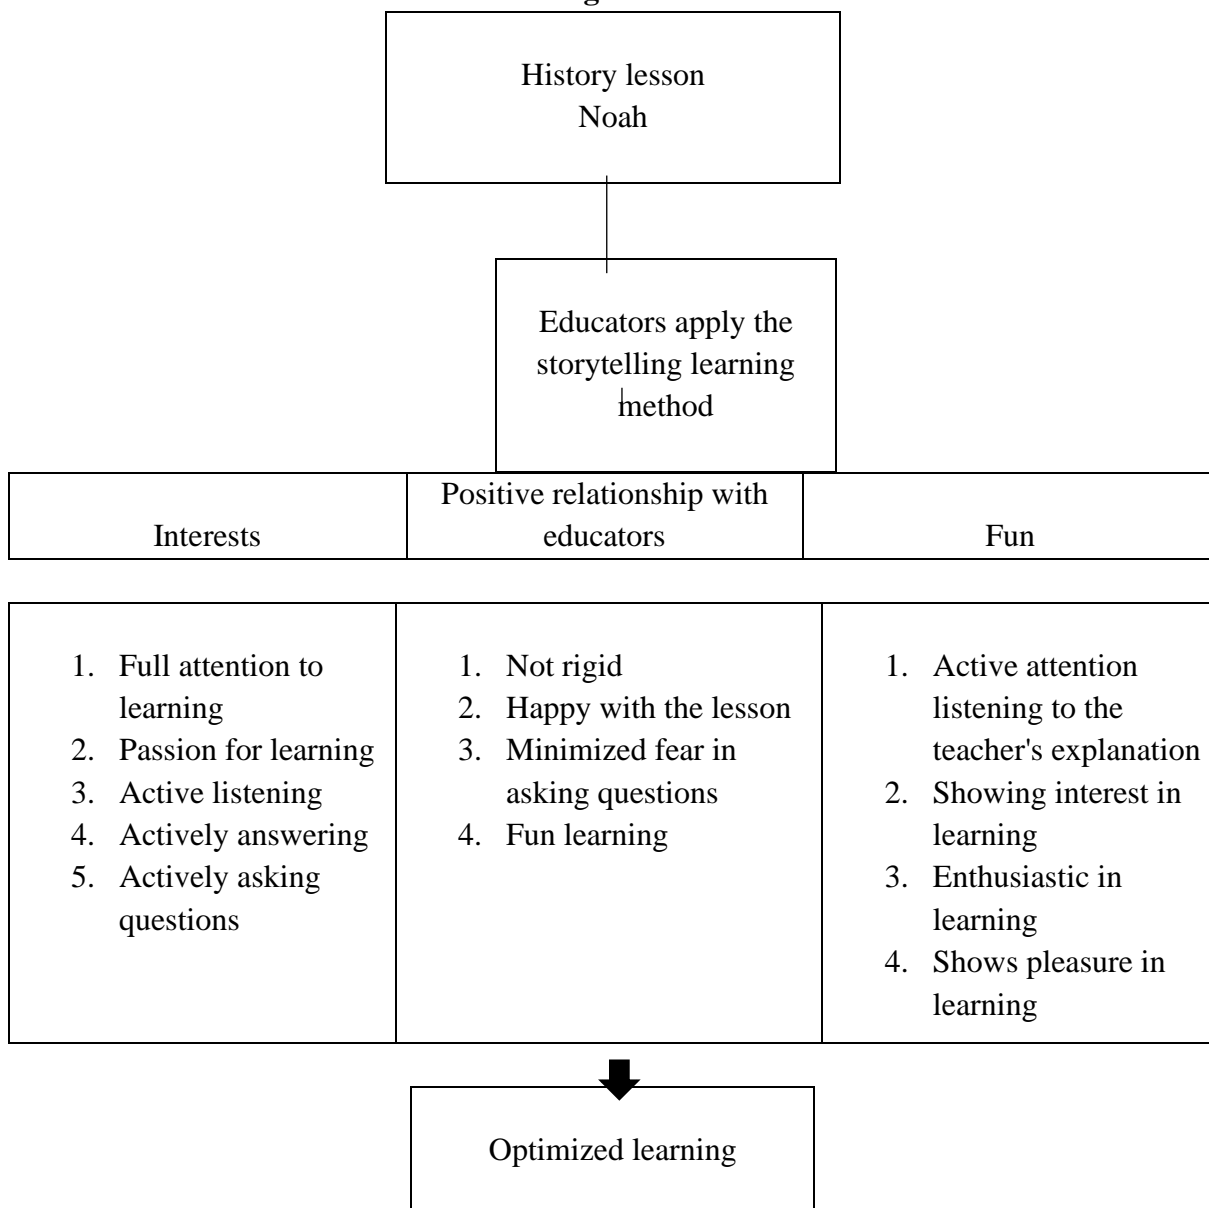 History lesson
Noah
Educators apply the
storytelling learning
method
Interests
Positive relationship with
educators
Fun
1. Full attention to
learning
2. Passion for learning
3. Active listening
4. Actively answering
5. Actively asking
questions
1. Not rigid
2. Happy with the lesson
3. Minimized fear in
asking questions
4. Fun learning
1. Active attention
listening to the
teacher's explanation
2. Showing interest in
learning
3. Enthusiastic in
learning
4. Shows pleasure in
learning
Optimized learning